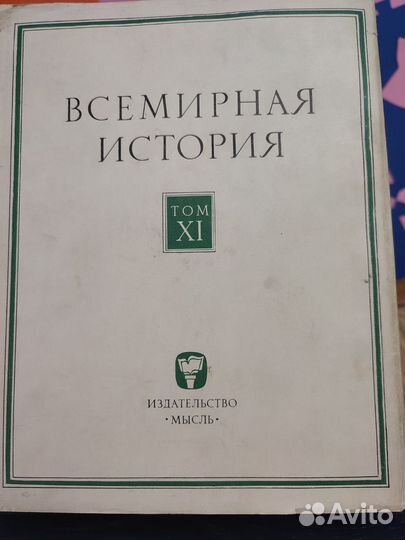 ВСЕМИРНАЯ
ИСТОРИЯ
ТОМ
XI
ИЗДАТЕЛЬСТВО
·МЫСЛЬ·
Avito